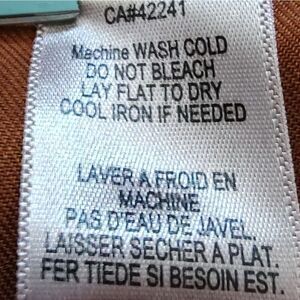 CA#42241
Machine WASH COLD
DO NOT BLEACH
LAY FLAT TO DRY
COOL IRON IF NEEDED
LAVER A FROID EN
MACHINE
PAS D'EAU DE JAVEL.
LAISSER SECHER A PLAT.
FER TIEDE SI BESOIN EST.